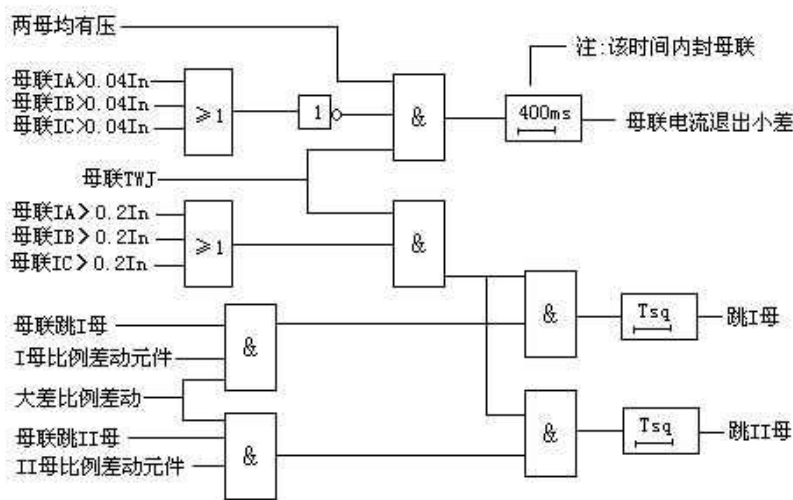 两母均有压
注:该时间内封母联
母联IA>0.04In
母联IB>0.04In
母联IC>0.04In
≥1
1
&
400ms
母联电流退出小差
母联TWJ
母联IA>0.2In
母联IB>0.2In
母联IC>0.2In
≥1
&
母联跳I母
I母比例差动元件
&
&
Tsq
跳I母
大差比例差动
母联跳II母
II母比例差动元件
&
&
Tsq
跳II母